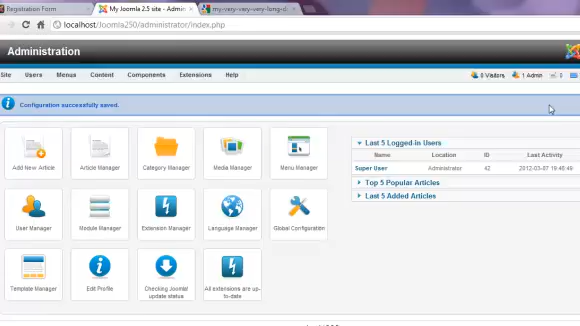 Registration Form
My Joomla 2.5 site - Admin
my-very-vary-very-long-d
localhost/Joomla250/administrator/index.php
Administration
Site Users Menus Content Components Extensions Help
0 Visitors 1 Admin
Configuration successfully saved.
Add New Article Article Manager Category Manager Media Manager Menu Manager
Last 5 Logged-in Users
Name Location ID Last Activity
Super User Administrator 42 2012-03-07 19:46:49
Top 5 Popular Articles
Last 5 Added Articles
User Manager Module Manager Extension Manager Language Manager Global Configuration
Template Manager Edit Profile Checking Joomla! update status All extensions are up-to-date